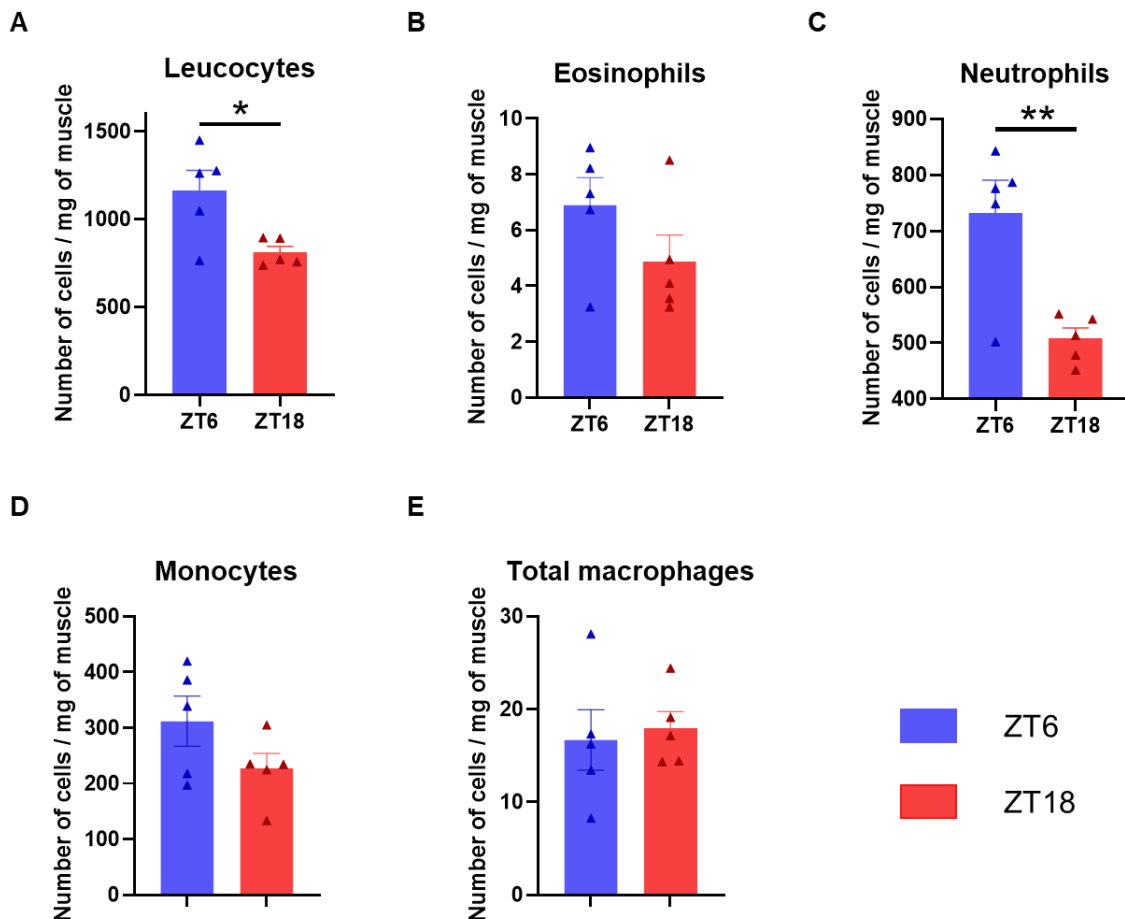 A
Leucocytes
Number of cells / mg of muscle
1500
1000
500
0
*
ZT6
ZT18
B
Eosinophils
Number of cells / mg of muscle
10
8
6
4
2
0
ZT6
ZT18
C
Neutrophils
Number of cells / mg of muscle
900
800
700
600
500
400
**
ZT6
ZT18
D
Monocytes
Number of cells / mg of muscle
500
400
300
200
100
0
E
Total macrophages
Number of cells / mg of muscle
30
20
10
0
ZT6
ZT18